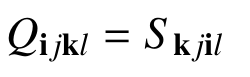 Q_{𝐢j𝐤l} = S_{𝐤j𝐢l}